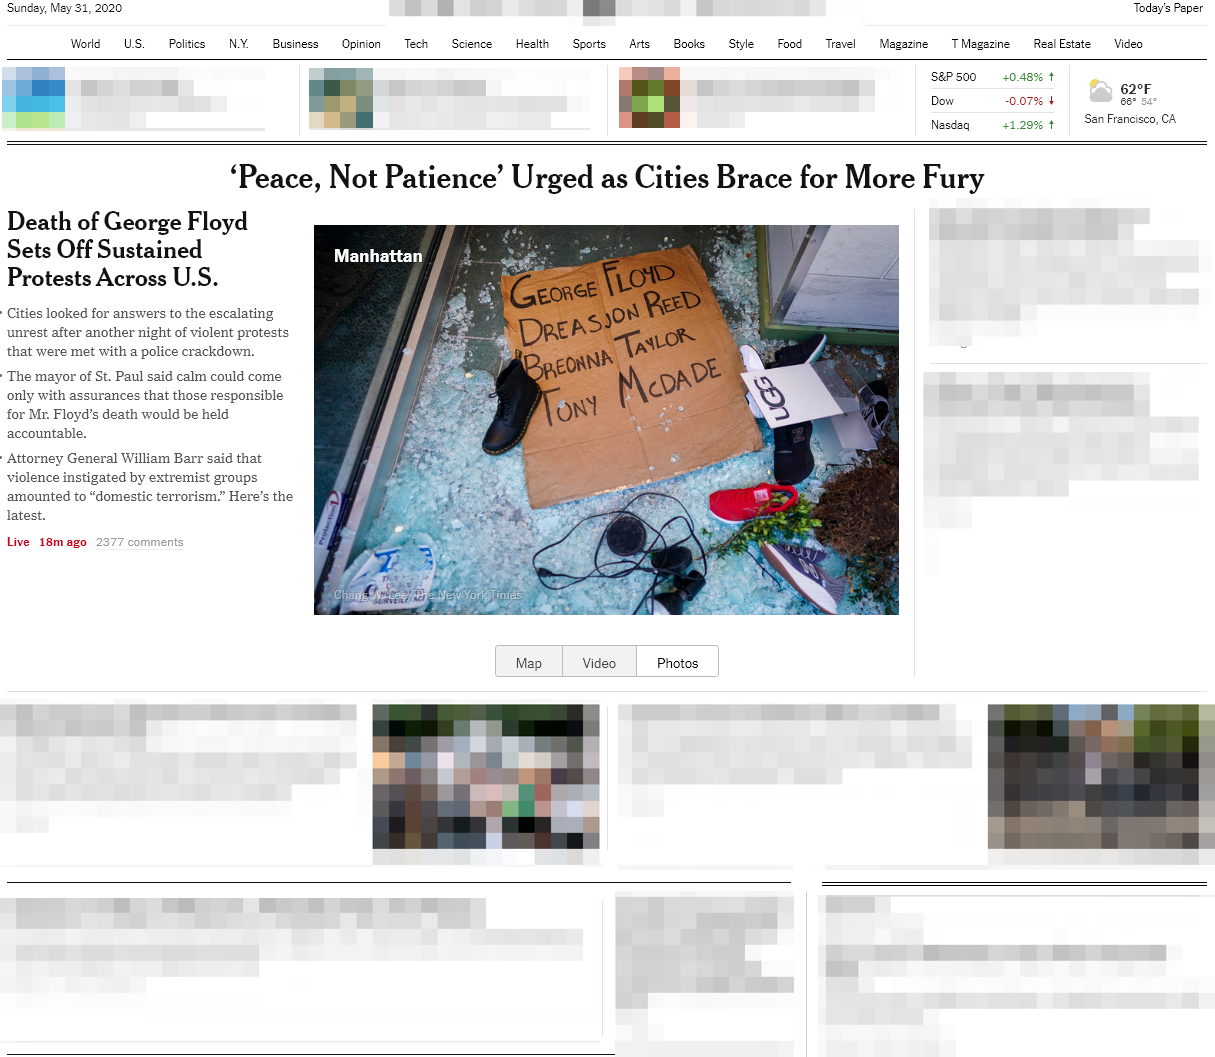 Sunday, May 31, 2020
Today's Paper
World U.S. Politics N.Y. Business Opinion Tech Science Health Sports Arts Books Style Food Travel Magazine T Magazine Real Estate Video
S&P 500 +0.48% ↑
Dow -0.07% ↓
Nasdaq +1.29% ↑
62°F
66° 54°
San Francisco, CA
‘Peace, Not Patience’ Urged as Cities Brace for More Fury
Death of George Floyd
Sets Off Sustained
Protests Across U.S.
• Cities looked for answers to the escalating
unrest after another night of violent protests
that were met with a police crackdown.
• The mayor of St. Paul said calm could come
only with assurances that those responsible
for Mr. Floyd’s death would be held
accountable.
• Attorney General William Barr said that
violence instigated by extremist groups
amounted to “domestic terrorism.” Here’s the
latest.
Live 18m ago 2377 comments
Manhattan
GEORGE FLOYD
DREASJON REED
BREONNA TAYLOR
TONY MCDADE
UGG
Chang W. Lee/The New York Times
Map Video Photos